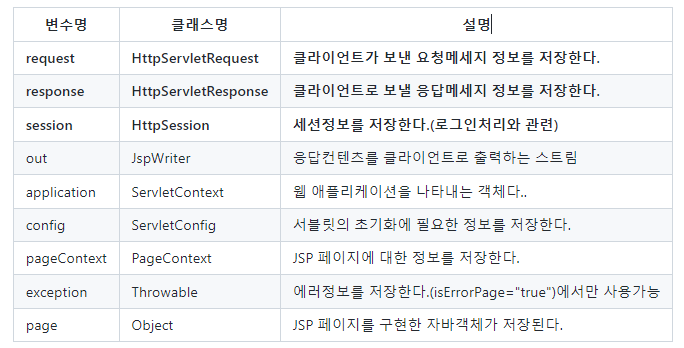 변수명 클래스명 설명
request HttpServletRequest 클라이언트가 보낸 요청메세지 정보를 저장한다.
response HttpServletResponse 클라이언트로 보낼 응답메세지 정보를 저장한다.
session HttpSession 세션정보를 저장한다.(로그인처리와 관련)
out JspWriter 응답컨텐츠를 클라이언트로 출력하는 스트림
application ServletContext 웹 애플리케이션을 나타내는 객체다..
config ServletConfig 서블릿의 초기화에 필요한 정보를 저장한다.
pageContext PageContext JSP 페이지에 대한 정보를 저장한다.
exception Throwable 에러정보를 저장한다.(isErrorPage="true")에서만 사용가능
page Object JSP 페이지를 구현한 자바객체가 저장된다.